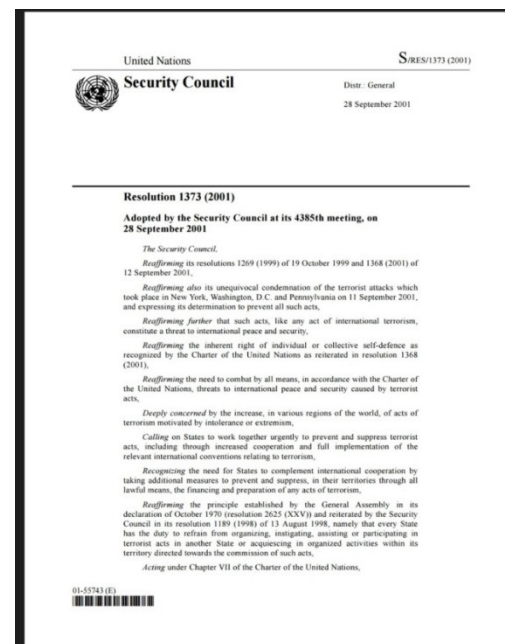 United Nations
S/RES/1373 (2001)
Security Council
Distr.: General
28 September 2001
Resolution 1373 (2001)
Adopted by the Security Council at its 4385th meeting, on
28 September 2001
The Security Council,
Reaffirming its resolutions 1269 (1999) of 19 October 1999 and 1368 (2001) of
12 September 2001,
Reaffirming also its unequivocal condemnation of the terrorist attacks which
took place in New York, Washington, D.C. and Pennsylvania on 11 September 2001,
and expressing its determination to prevent all such acts,
Reaffirming further that such acts, like any act of international terrorism,
constitute a threat to international peace and security,
Reaffirming the inherent right of individual or collective self-defence as
recognized by the Charter of the United Nations as reiterated in resolution 1368
(2001),
Reaffirming the need to combat by all means, in accordance with the Charter of
the United Nations, threats to international peace and security caused by terrorist
acts,
Deeply concerned by the increase, in various regions of the world, of acts of
terrorism motivated by intolerance or extremism,
Calling on States to work together urgently to prevent and suppress terrorist
acts, including through increased cooperation and full implementation of the
relevant international conventions relating to terrorism,
Recognizing the need for States to complement international cooperation by
taking additional measures to prevent and suppress, in their territories through all
lawful means, the financing and preparation of any acts of terrorism,
Reaffirming the principle established by the General Assembly in its
declaration of October 1970 (resolution 2625 (XXV)) and reiterated by the Security
Council in its resolution 1189 (1998) of 13 August 1998, namely that every State
has the duty to refrain from organizing, instigating, assisting or participating in
terrorist acts in another State or acquiescing in organized activities within its
territory directed towards the commission of such acts,
Acting under Chapter VII of the Charter of the United Nations,
01-55743 (E)